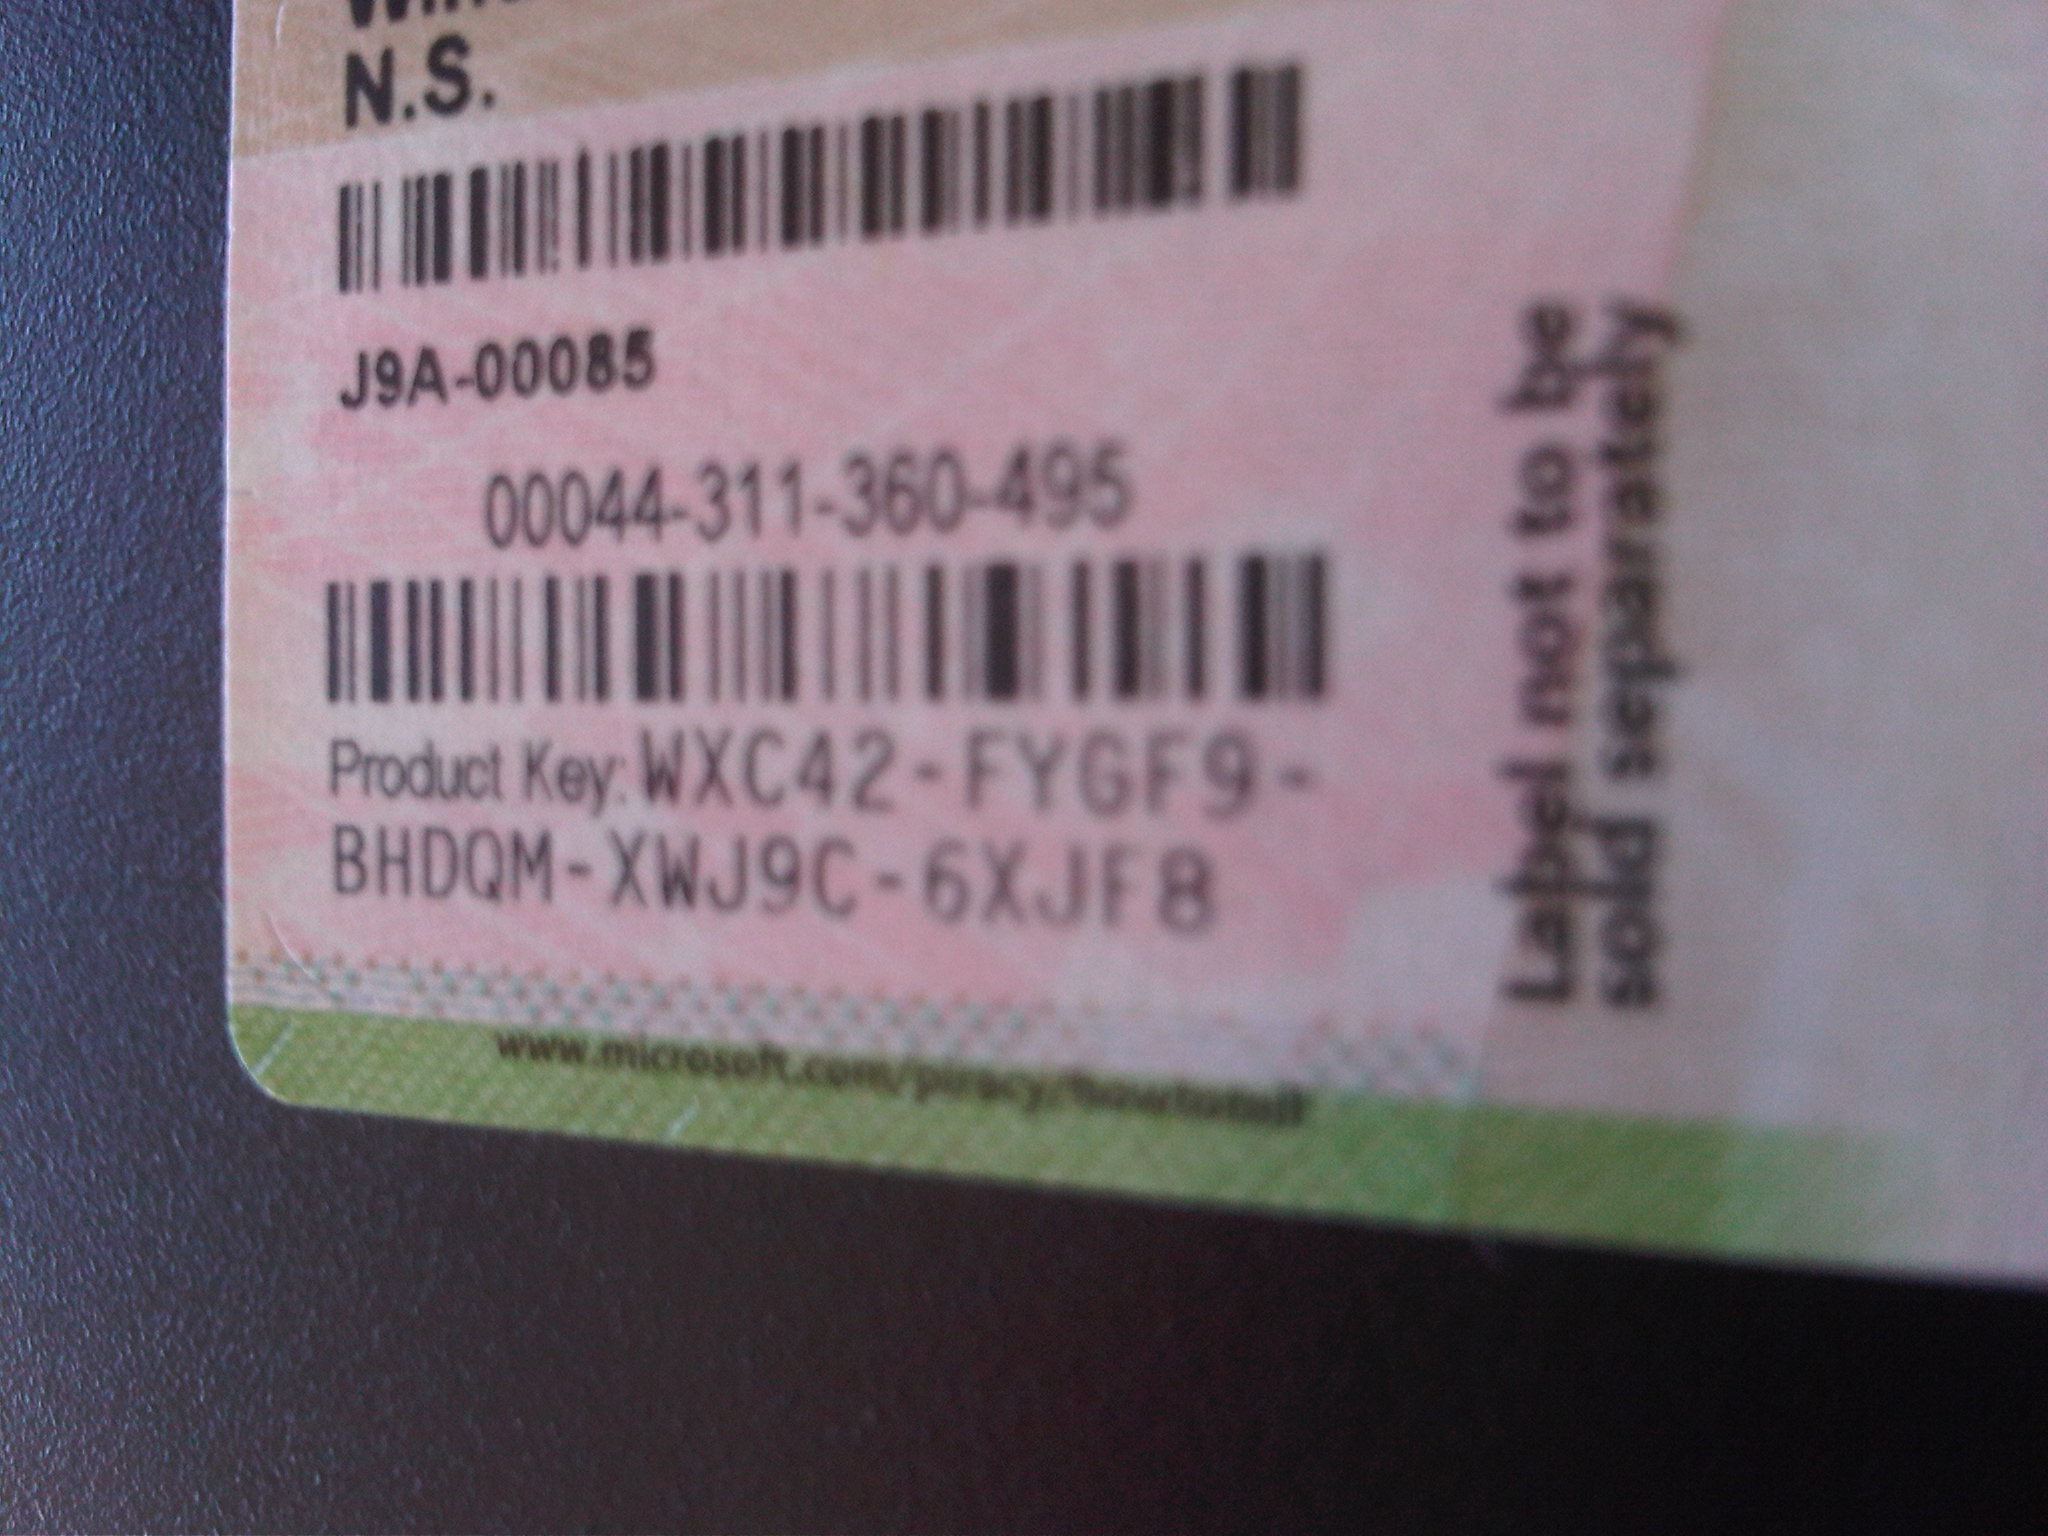 N.S.
J9A-00085
00044-311-360-495
Product Key: WXC42-FYGF9-
BHDQM-XWJ9C-6XJF8
www.microsoft.com/piracy/howtotell
Label not to be
sold separately